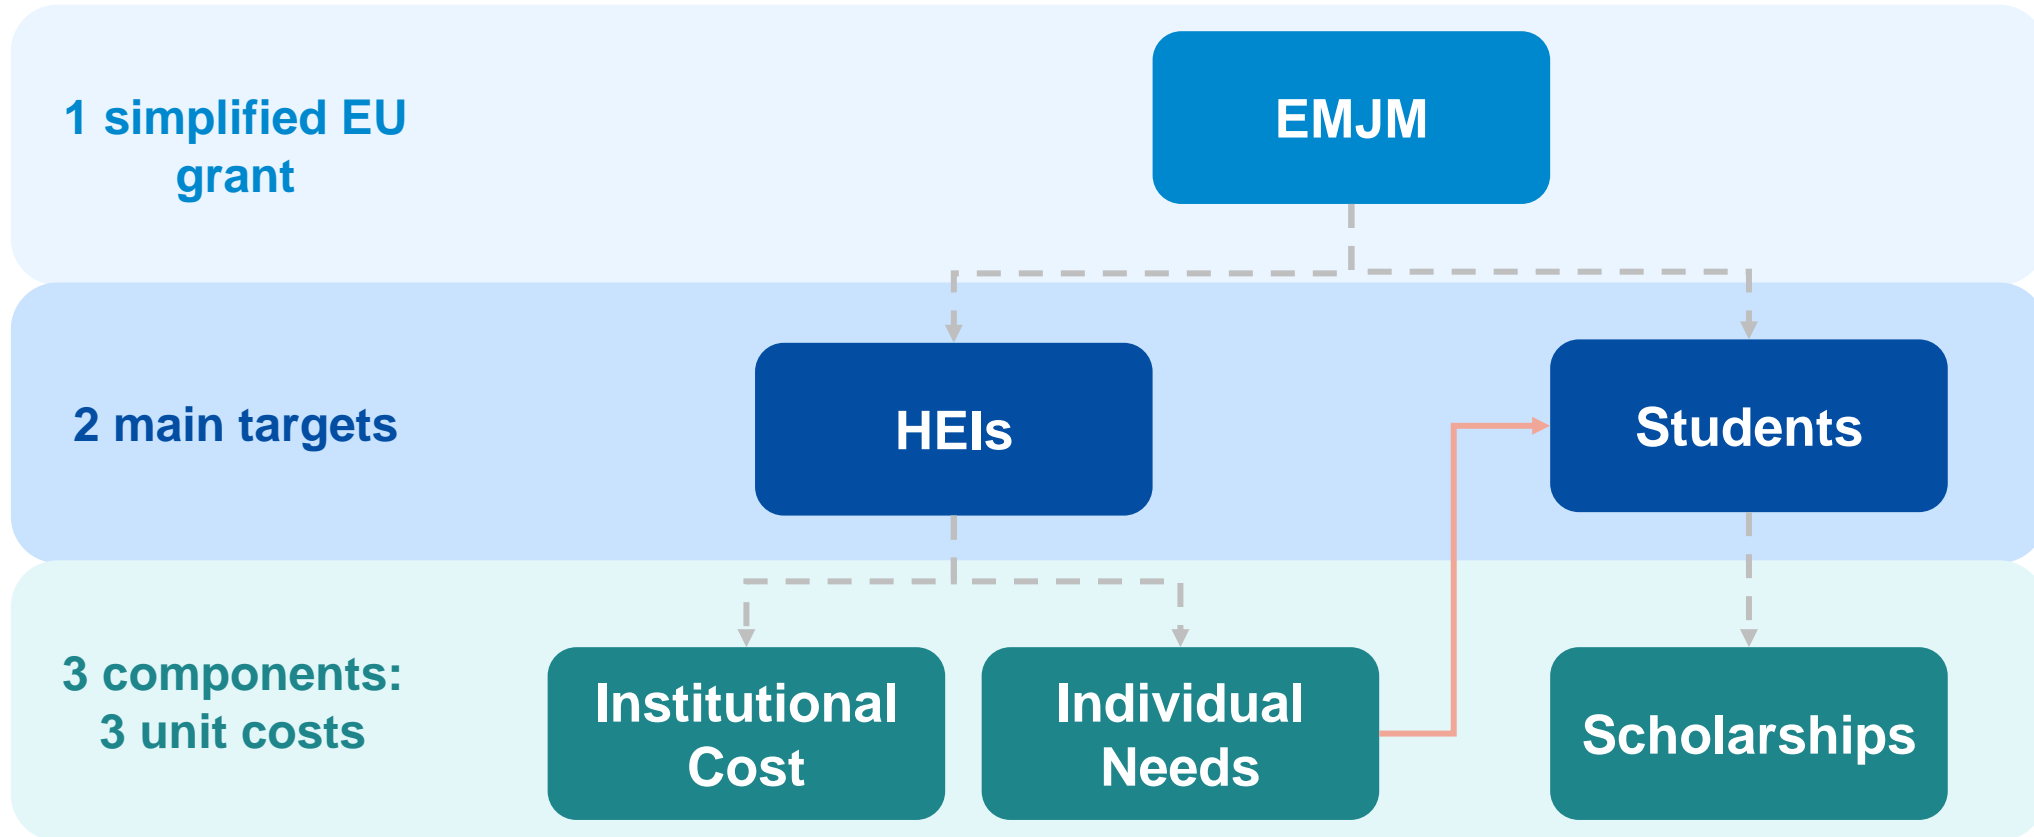 1 simplified EU
grant
EMJM
2 main targets
HEIs
Students
3 components:
3 unit costs
Institutional
Cost
Individual
Needs
Scholarships